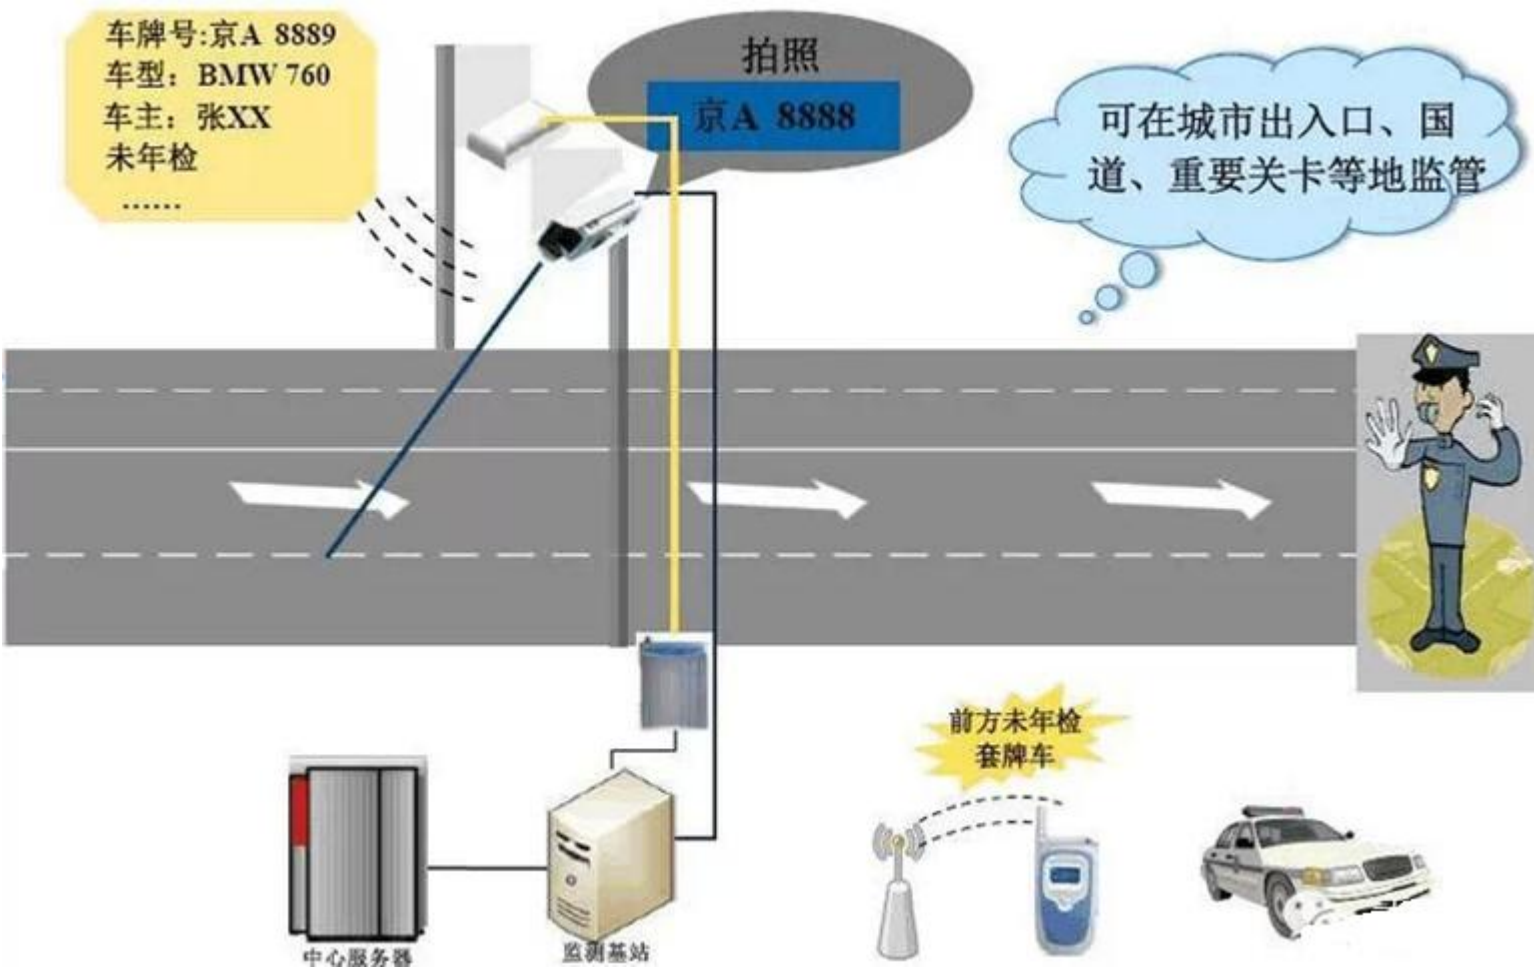 车牌号:京A 8889
车型：BMW 760
车主：张XX
未年检
……
拍照
京A 8888
可在城市出入口、国
道、重要关卡等地监管
前方未年检
套牌车
中心服务器
监测基站